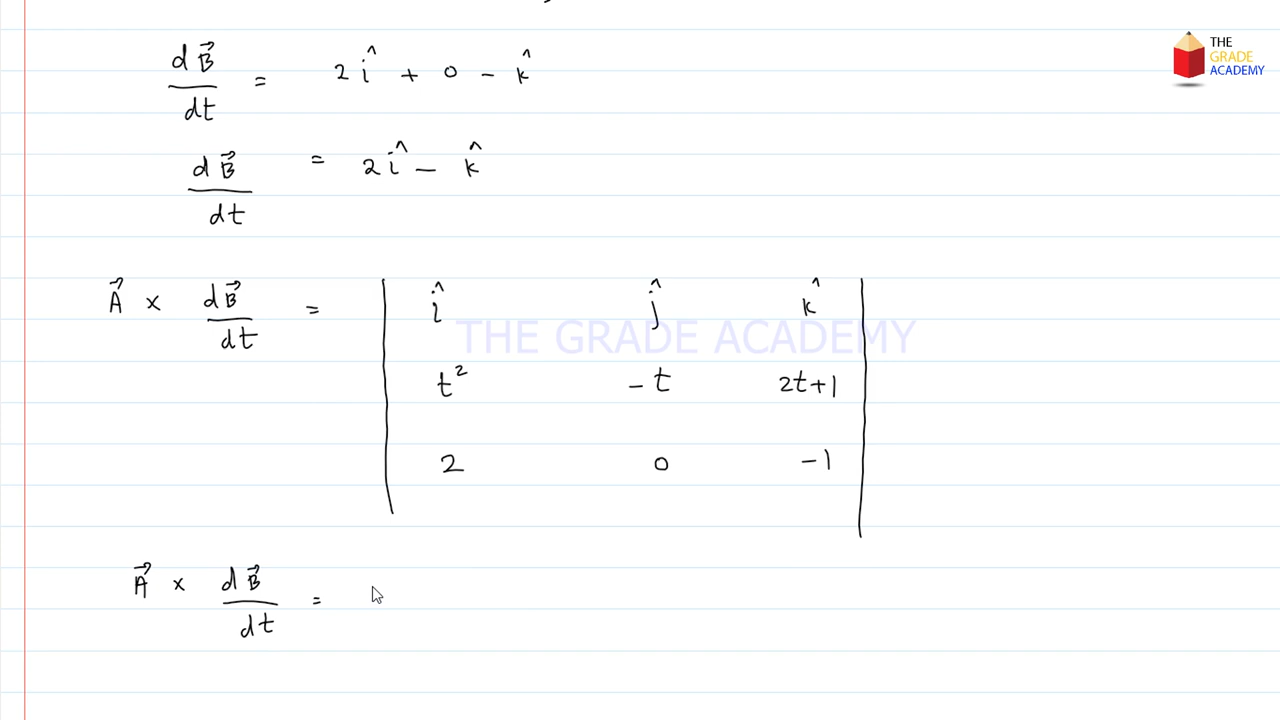 THE
GRADE
ACADEMY
dB⃗/dt = 2î + 0 - k̂
dB⃗/dt = 2î - k̂
A⃗ × dB⃗/dt = | î ĵ k̂ |
THE GRADE ACADEMY
t² -t 2t+1
2 0 -1
A⃗ × dB⃗/dt =